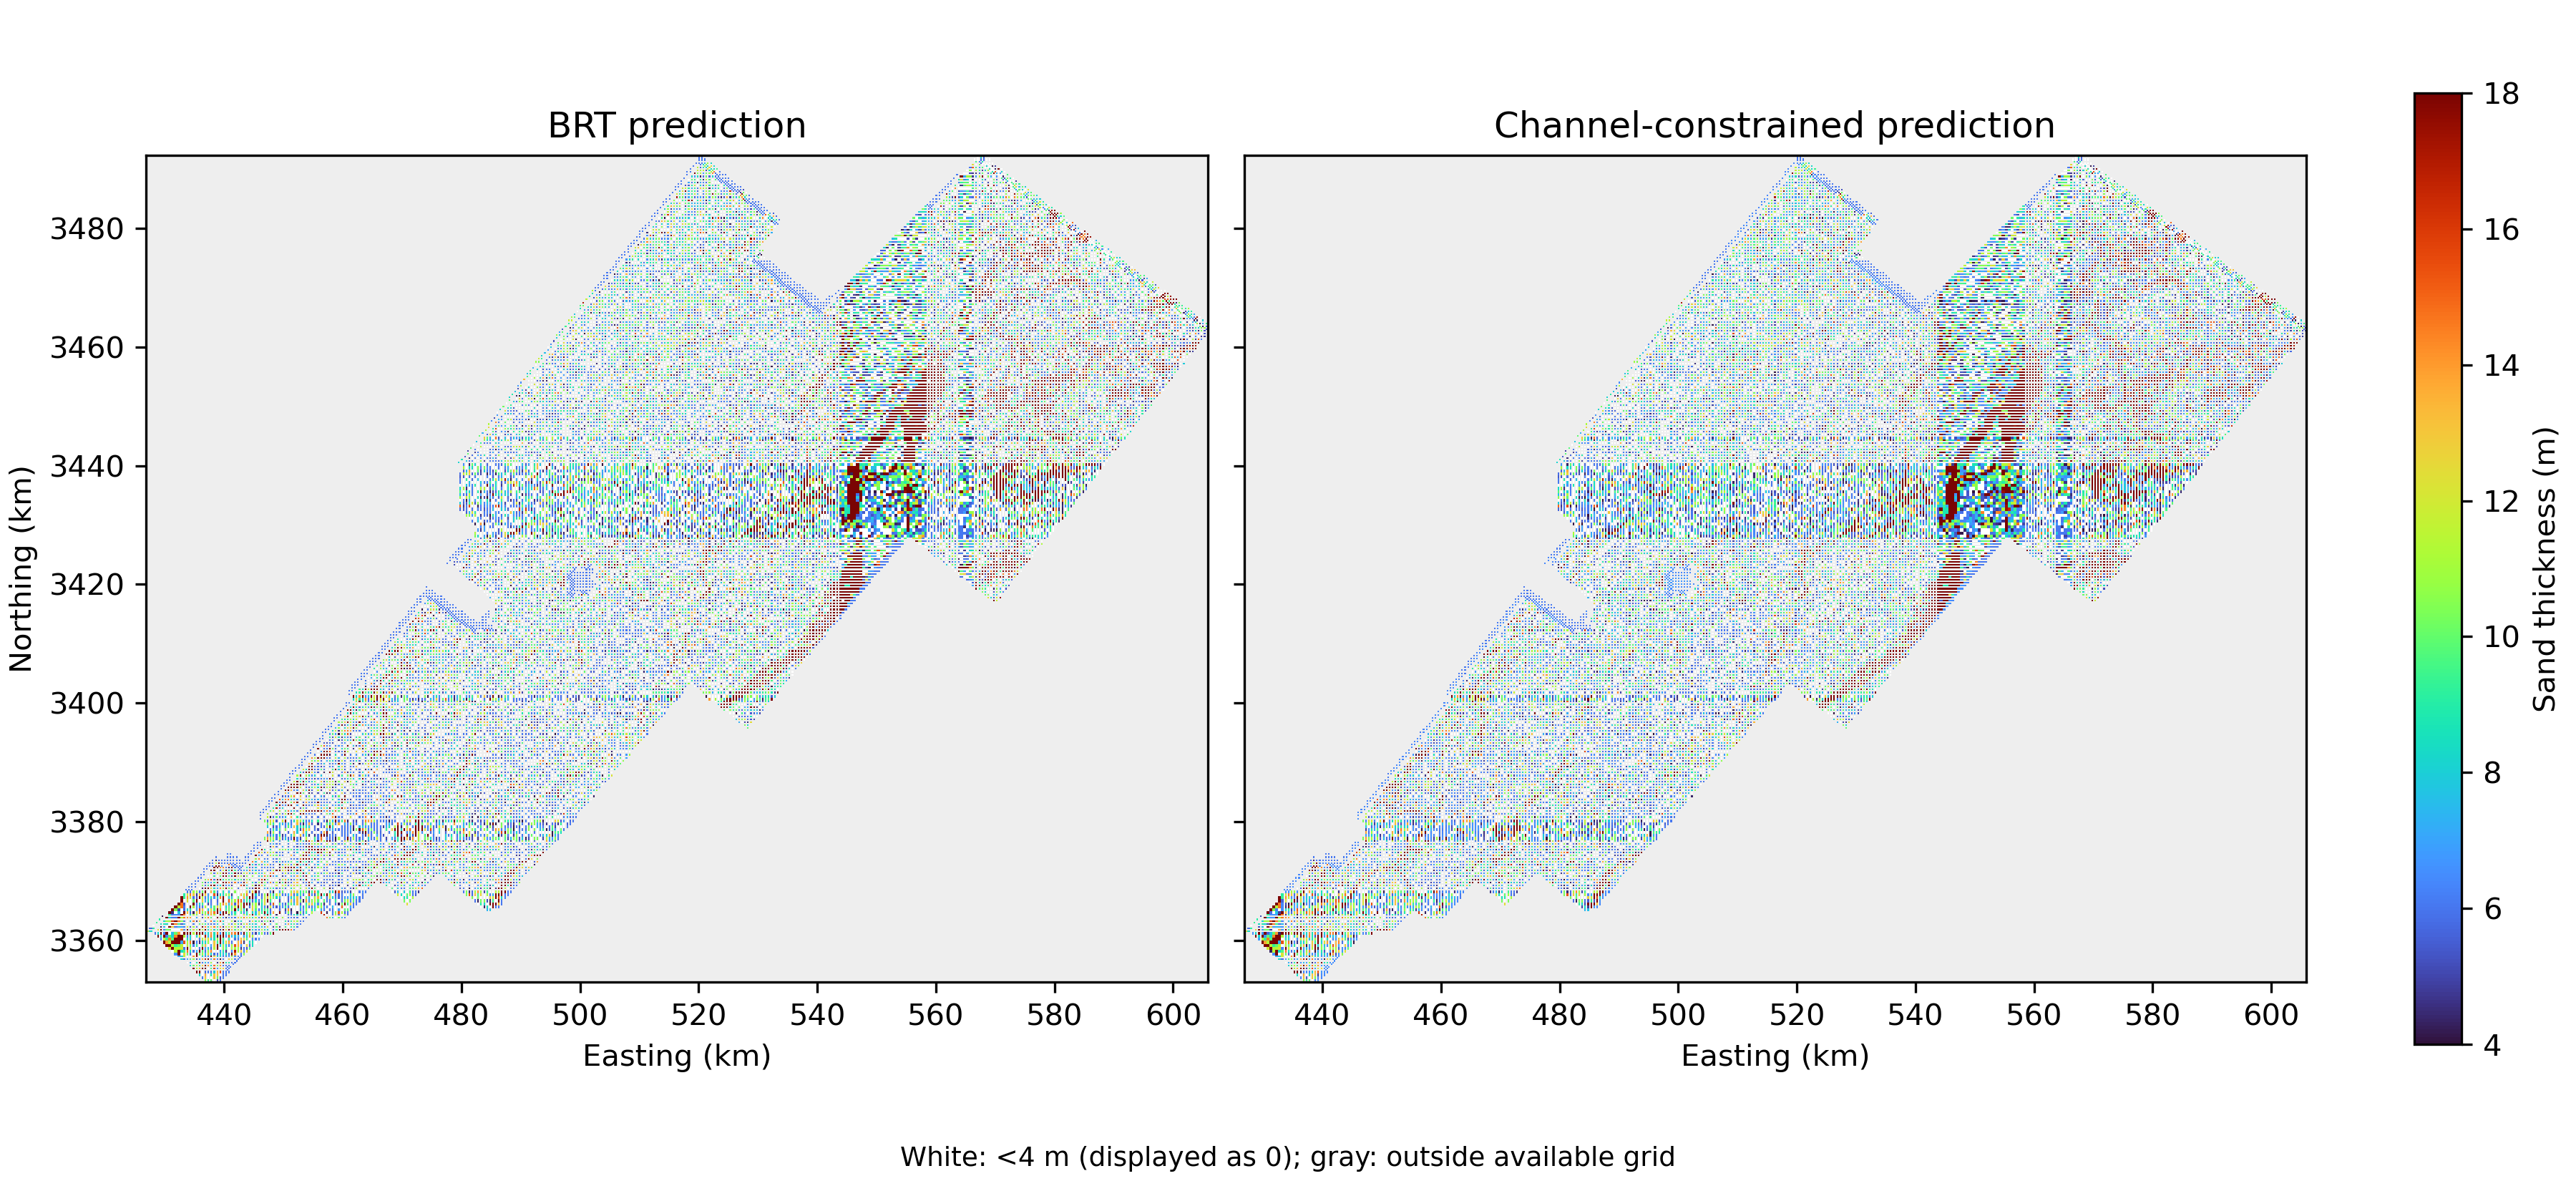 BRT prediction
Channel-constrained prediction
3480
3460
3440
3420
3400
3380
3360
Northing (km)
440 460 480 500 520 540 560 580 600
440 460 480 500 520 540 560 580 600
Easting (km)
Easting (km)
18
16
14
12
10
8
6
4
Sand thickness (m)
White: <4 m (displayed as 0); gray: outside available grid